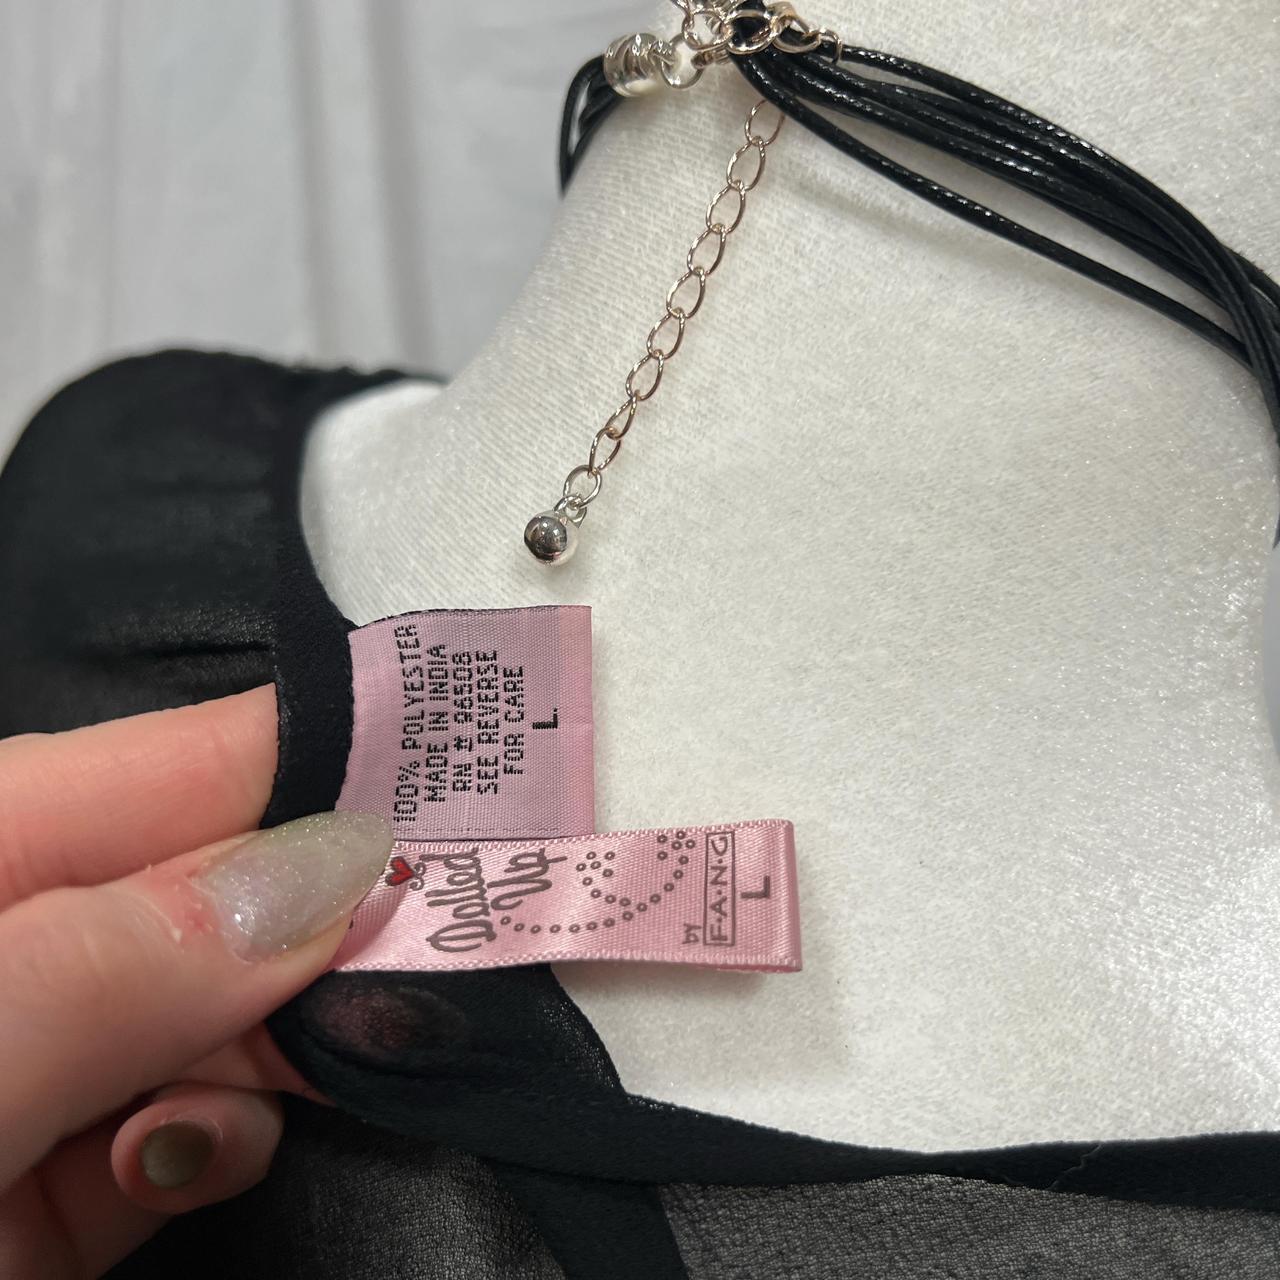 100% POLYESTER
MADE IN INDIA
RN # 96508
SEE REVERSE
FOR CARE
L
Dolled
Up
by
F.A.N.G
L